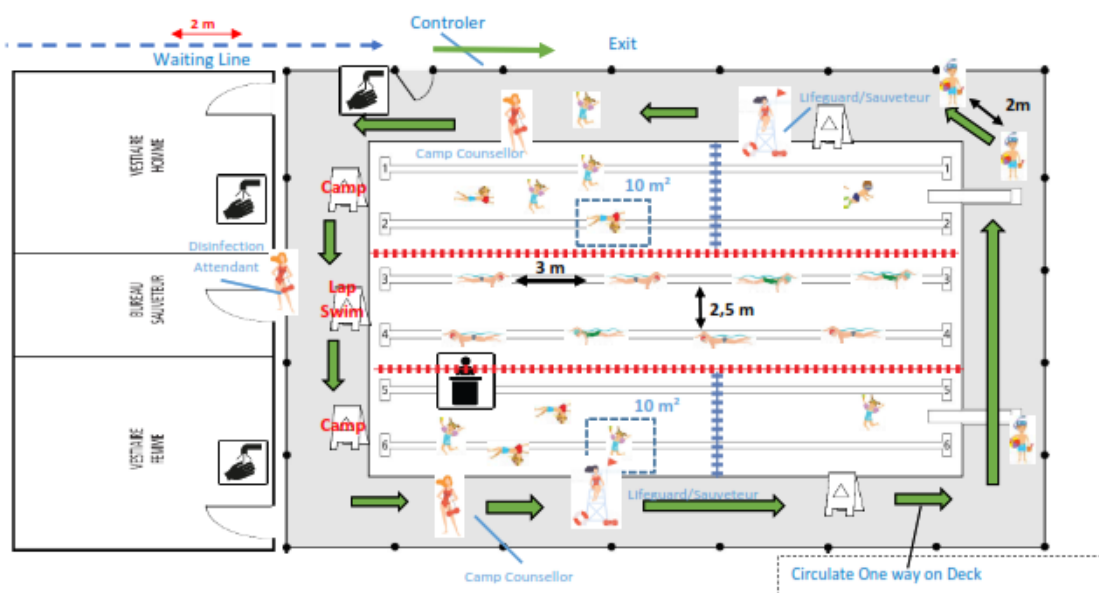 2 m
Controler
Exit
Waiting Line
Lifeguard/Sauveteur
2m
VESTIAIRE
HOMME
Camp Counsellor
1
1
Camp
10 m²
2
2
Disinfection
Attendant
BUREAU
SAUVETEUR
3 m
3
3
Lap
Swim
2,5 m
4
4
5
5
10 m²
VESTIAIRE
FEMME
Camp
6
6
Lifeguard/Sauveteur
Camp Counsellor
Circulate One way on Deck